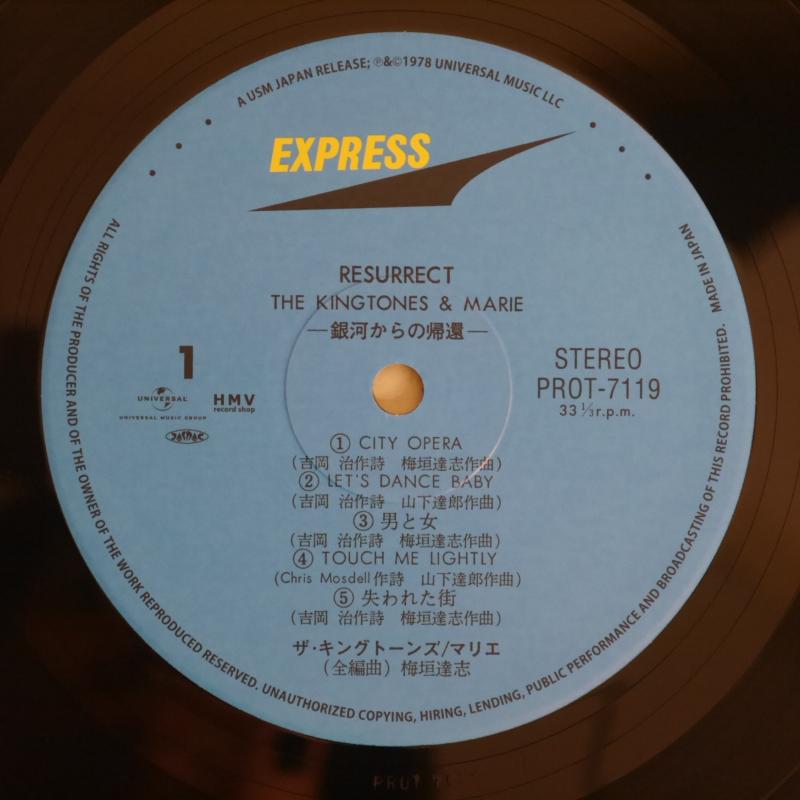 A USM JAPAN RELEASE; ℗&©1978 UNIVERSAL MUSIC LLC
EXPRESS
RESURRECT
THE KINGTONES & MARIE
—銀河からの帰還—
1
UNIVERSAL
UNIVERSAL MUSIC GROUP
HMV
record shop
JASRAC
STEREO
PROT-7119
33 1/3 r.p.m.
① CITY OPERA
(吉岡 治作詩 梅垣達志作曲)
② LET'S DANCE BABY
(吉岡 治作詩 山下達郎作曲)
③ 男と女
(吉岡 治作詩 梅垣達志作曲)
④ TOUCH ME LIGHTLY
(Chris Mosdell作詩 山下達郎作曲)
⑤ 失われた街
(吉岡 治作詩 梅垣達志作曲)
ザ・キングトーンズ/マリエ
(全編曲) 梅垣達志
ALL RIGHTS OF THE PRODUCER AND OF THE OWNER OF THE WORK REPRODUCED RESERVED. UNAUTHORIZED COPYING, HIRING, LENDING, PUBLIC PERFORMANCE AND BROADCASTING OF THIS RECORD PROHIBITED. MADE IN JAPAN